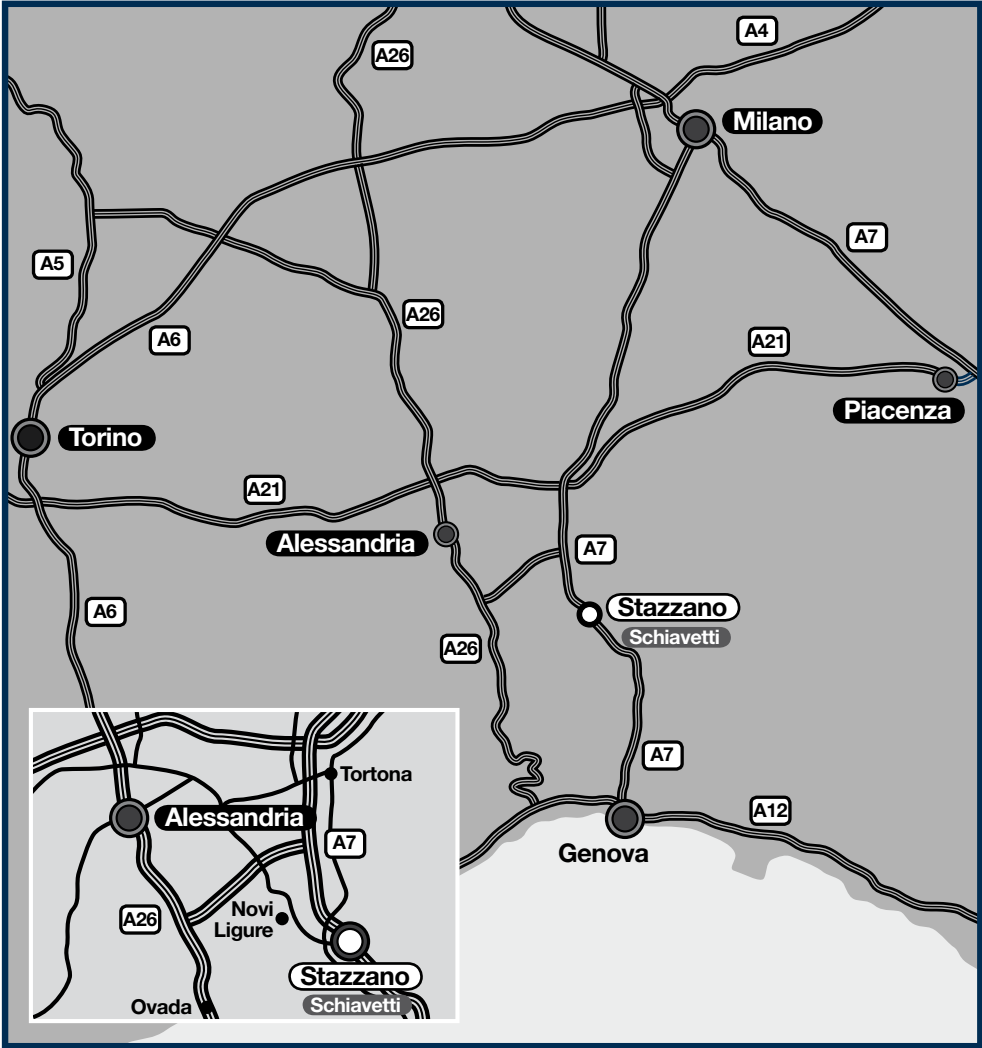 A4
A26
Milano
A7
A5
A26
A6
A21
Piacenza
Torino
A21
Alessandria
A7
Stazzano
Schiavetti
A6
A26
A7
A12
Genova
Tortona
Alessandria
A7
A26
Novi
Ligure
Stazzano
Schiavetti
Ovada